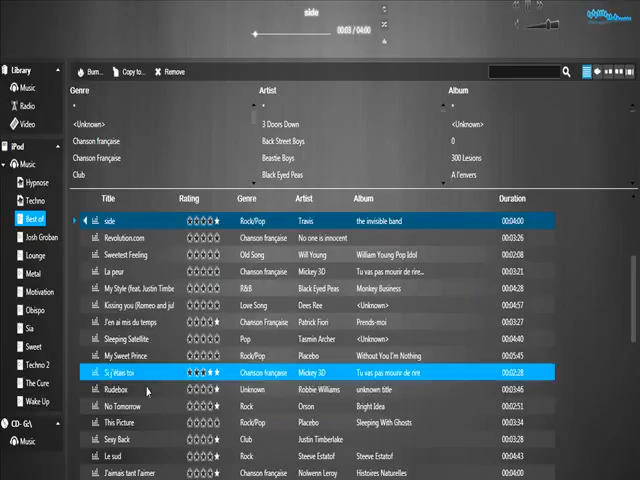 side
00:03 / 04:00
Library
Burn... Copy to... Remove
Music
Radio
Video
Genre Artist Album
* * *
<Unknown> 3 Doors Down <Unknown>
Chanson française Back Street Boys 0
Chanson Française Beastie Boys 300 Lesions
Club Black Eyed Peas A l'envers
iPod
Music
Hypnose
Techno
Best of
Josh Groban
Lounge
Metal
Motivation
Obispo
Sia
Sweet
Techno 2
The Cure
Wake Up
CD- G:\
Music
Title Rating Genre Artist Album Duration
side Rock/Pop Travis the invisible band 00:04:00
Revolution.com Chanson française No one is innocent 00:03:26
Sweetest Feeling Old Song Will Young William Young Pop Idol 00:02:08
La peur Chanson française Mickey 3D Tu vas pas mourir de rire... 00:03:21
My Style (feat. Justin Timbe R&B Black Eyed Peas Monkey Business 00:04:28
Kissing you (Romeo and jul Love Song Dees Ree <Unknown> 00:04:57
J'en ai mis du temps Chanson Française Patrick Fiori Prends-moi 00:03:27
Sleeping Satellite Pop Tasmin Archer <Unknown> 00:04:40
My Sweet Prince Rock/Pop Placebo Without You I'm Nothing 00:05:45
Si j'étais toi Chanson française Mickey 3D Tu vas pas mourir de rire 00:02:28
Rudebox Unknown Robbie Williams unknown title 00:03:46
No Tomorrow Rock Orson Bright Idea 00:02:51
This Picture Rock/Pop Placebo Sleeping With Ghosts 00:03:34
Sexy Back Club Justin Timberlake 00:03:28
Le sud Rock Steeve Estatof Steeve Estatof 00:04:03
J'aimais tant l'aimer Chanson française Nolwenn Leroy Histoires Naturelles 00:04:00